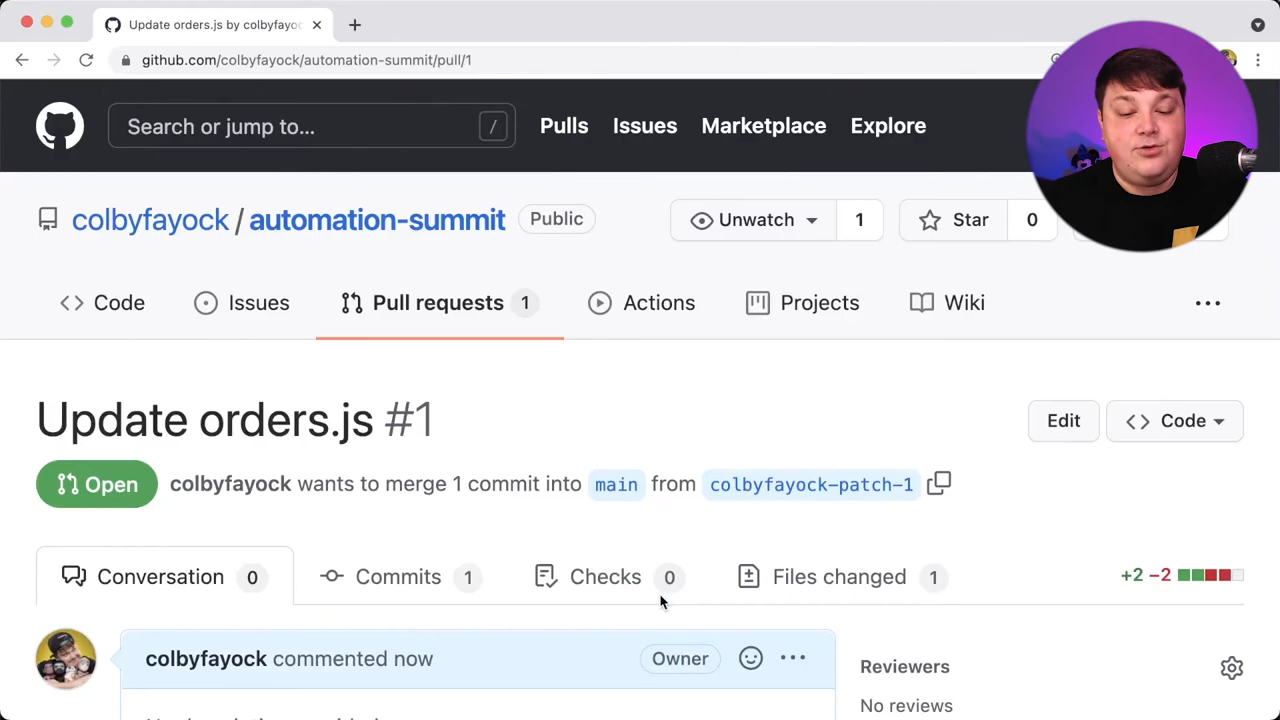 Update orders.js by colbyfayoc
github.com/colbyfayock/automation-summit/pull/1
Search or jump to... /
Pulls Issues Marketplace Explore
colbyfayock / automation-summit Public
Unwatch 1 Star 0
Code Issues Pull requests 1 Actions Projects Wiki
Update orders.js #1
Edit Code
Open colbyfayock wants to merge 1 commit into main from colbyfayock-patch-1
Conversation 0 Commits 1 Checks 0 Files changed 1 +2 −2
colbyfayock commented now Owner
Reviewers
No reviews